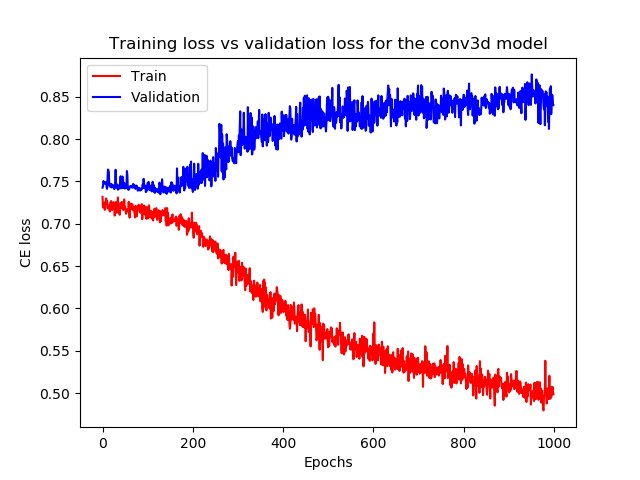 Training loss vs validation loss for the conv3d model
Train
Validation
0.85
0.80
0.75
0.70
0.65
0.60
0.55
0.50
CE loss
0 200 400 600 800 1000
Epochs